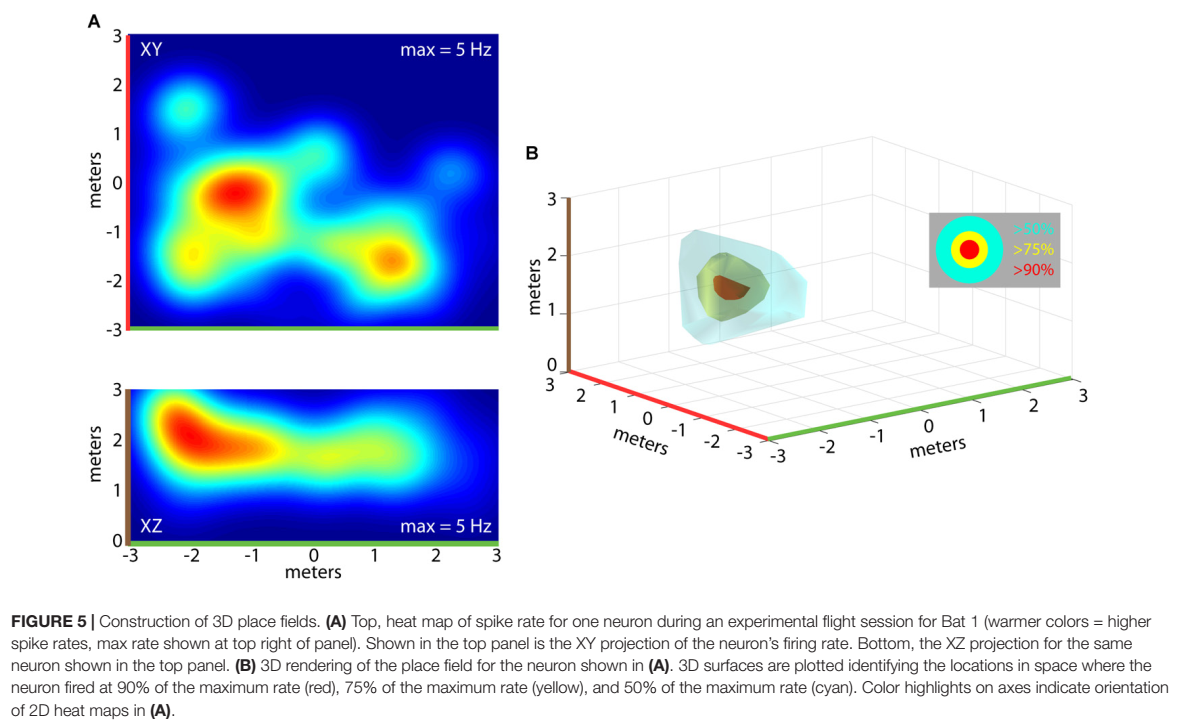 A
3
XY
max = 5 Hz
2
1
0
-1
-2
-3
meters
3
2
1
0
meters
XZ
max = 5 Hz
-3 -2 -1 0 1 2 3
meters
B
3
2
1
0
meters
3 2 1 0 -1 -2 -3
meters
-3 -2 -1 0 1 2 3
meters
>50%
>75%
>90%
FIGURE 5 | Construction of 3D place fields. (A) Top, heat map of spike rate for one neuron during an experimental flight session for Bat 1 (warmer colors = higher
spike rates, max rate shown at top right of panel). Shown in the top panel is the XY projection of the neuron's firing rate. Bottom, the XZ projection for the same
neuron shown in the top panel. (B) 3D rendering of the place field for the neuron shown in (A). 3D surfaces are plotted identifying the locations in space where the
neuron fired at 90% of the maximum rate (red), 75% of the maximum rate (yellow), and 50% of the maximum rate (cyan). Color highlights on axes indicate orientation
of 2D heat maps in (A).